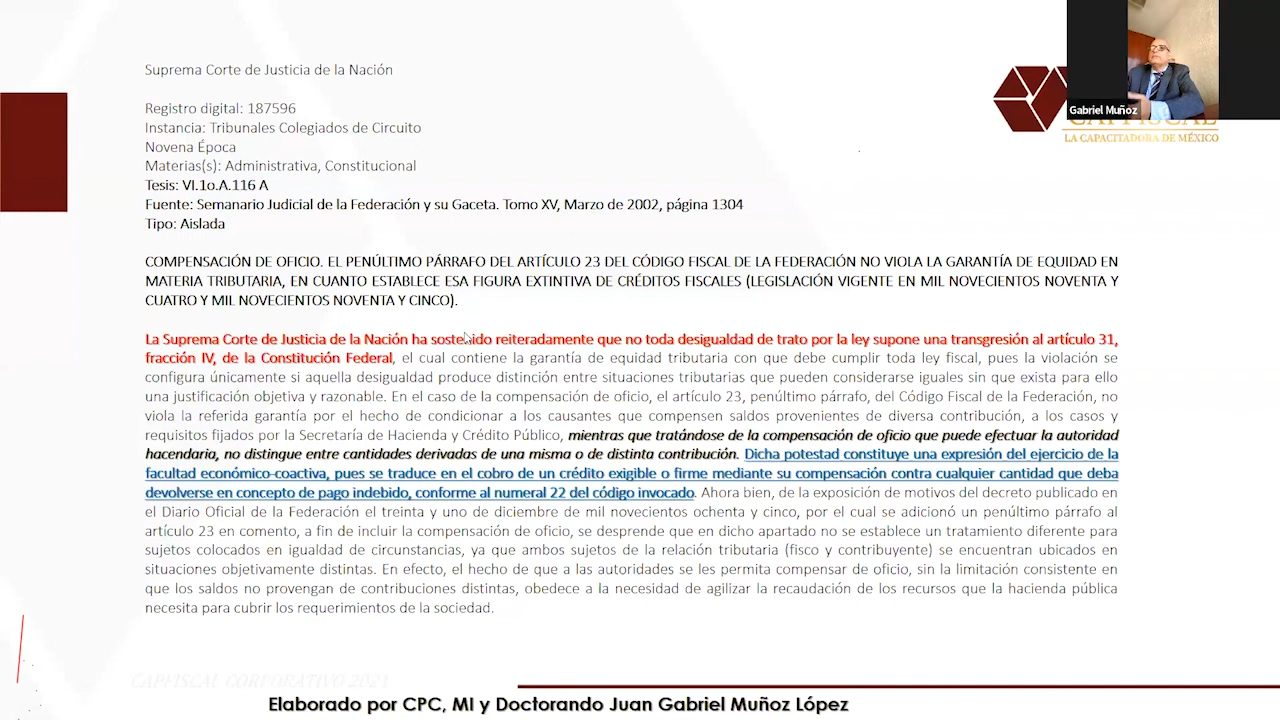 Suprema Corte de Justicia de la Nación
Registro digital: 187596
Instancia: Tribunales Colegiados de Circuito
Novena Época
Materias(s): Administrativa, Constitucional
Tesis: VI.1o.A.116 A
Fuente: Semanario Judicial de la Federación y su Gaceta. Tomo XV, Marzo de 2002, página 1304
Tipo: Aislada
Gabriel Muñoz
CAPFISCAL
LA CAPACITADORA DE MÉXICO
COMPENSACIÓN DE OFICIO. EL PENÚLTIMO PÁRRAFO DEL ARTÍCULO 23 DEL CÓDIGO FISCAL DE LA FEDERACIÓN NO VIOLA LA GARANTÍA DE EQUIDAD EN
MATERIA TRIBUTARIA, EN CUANTO ESTABLECE ESA FIGURA EXTINTIVA DE CRÉDITOS FISCALES (LEGISLACIÓN VIGENTE EN MIL NOVECIENTOS NOVENTA Y
CUATRO Y MIL NOVECIENTOS NOVENTA Y CINCO).
La Suprema Corte de Justicia de la Nación ha sostenido reiteradamente que no toda desigualdad de trato por la ley supone una transgresión al artículo 31,
fracción IV, de la Constitución Federal, el cual contiene la garantía de equidad tributaria con que debe cumplir toda ley fiscal, pues la violación se
configura únicamente si aquella desigualdad produce distinción entre situaciones tributarias que pueden considerarse iguales sin que exista para ello
una justificación objetiva y razonable. En el caso de la compensación de oficio, el artículo 23, penúltimo párrafo, del Código Fiscal de la Federación, no
viola la referida garantía por el hecho de condicionar a los causantes que compensen saldos provenientes de diversa contribución, a los casos y
requisitos fijados por la Secretaría de Hacienda y Crédito Público, mientras que tratándose de la compensación de oficio que puede efectuar la autoridad
hacendaria, no distingue entre cantidades derivadas de una misma o de distinta contribución. Dicha potestad constituye una expresión del ejercicio de la
facultad económico-coactiva, pues se traduce en el cobro de un crédito exigible o firme mediante su compensación contra cualquier cantidad que deba
devolverse en concepto de pago indebido, conforme al numeral 22 del código invocado. Ahora bien, de la exposición de motivos del decreto publicado en
el Diario Oficial de la Federación el treinta y uno de diciembre de mil novecientos ochenta y cinco, por el cual se adicionó un penúltimo párrafo al
artículo 23 en comento, a fin de incluir la compensación de oficio, se desprende que en dicho apartado no se establece un tratamiento diferente para
sujetos colocados en igualdad de circunstancias, ya que ambos sujetos de la relación tributaria (fisco y contribuyente) se encuentran ubicados en
situaciones objetivamente distintas. En efecto, el hecho de que a las autoridades se les permita compensar de oficio, sin la limitación consistente en
que los saldos no provengan de contribuciones distintas, obedece a la necesidad de agilizar la recaudación de los recursos que la hacienda pública
necesita para cubrir los requerimientos de la sociedad.
CAPFISCAL CORPORATIVO 2021
Elaborado por CPC, MI y Doctorando Juan Gabriel Muñoz López